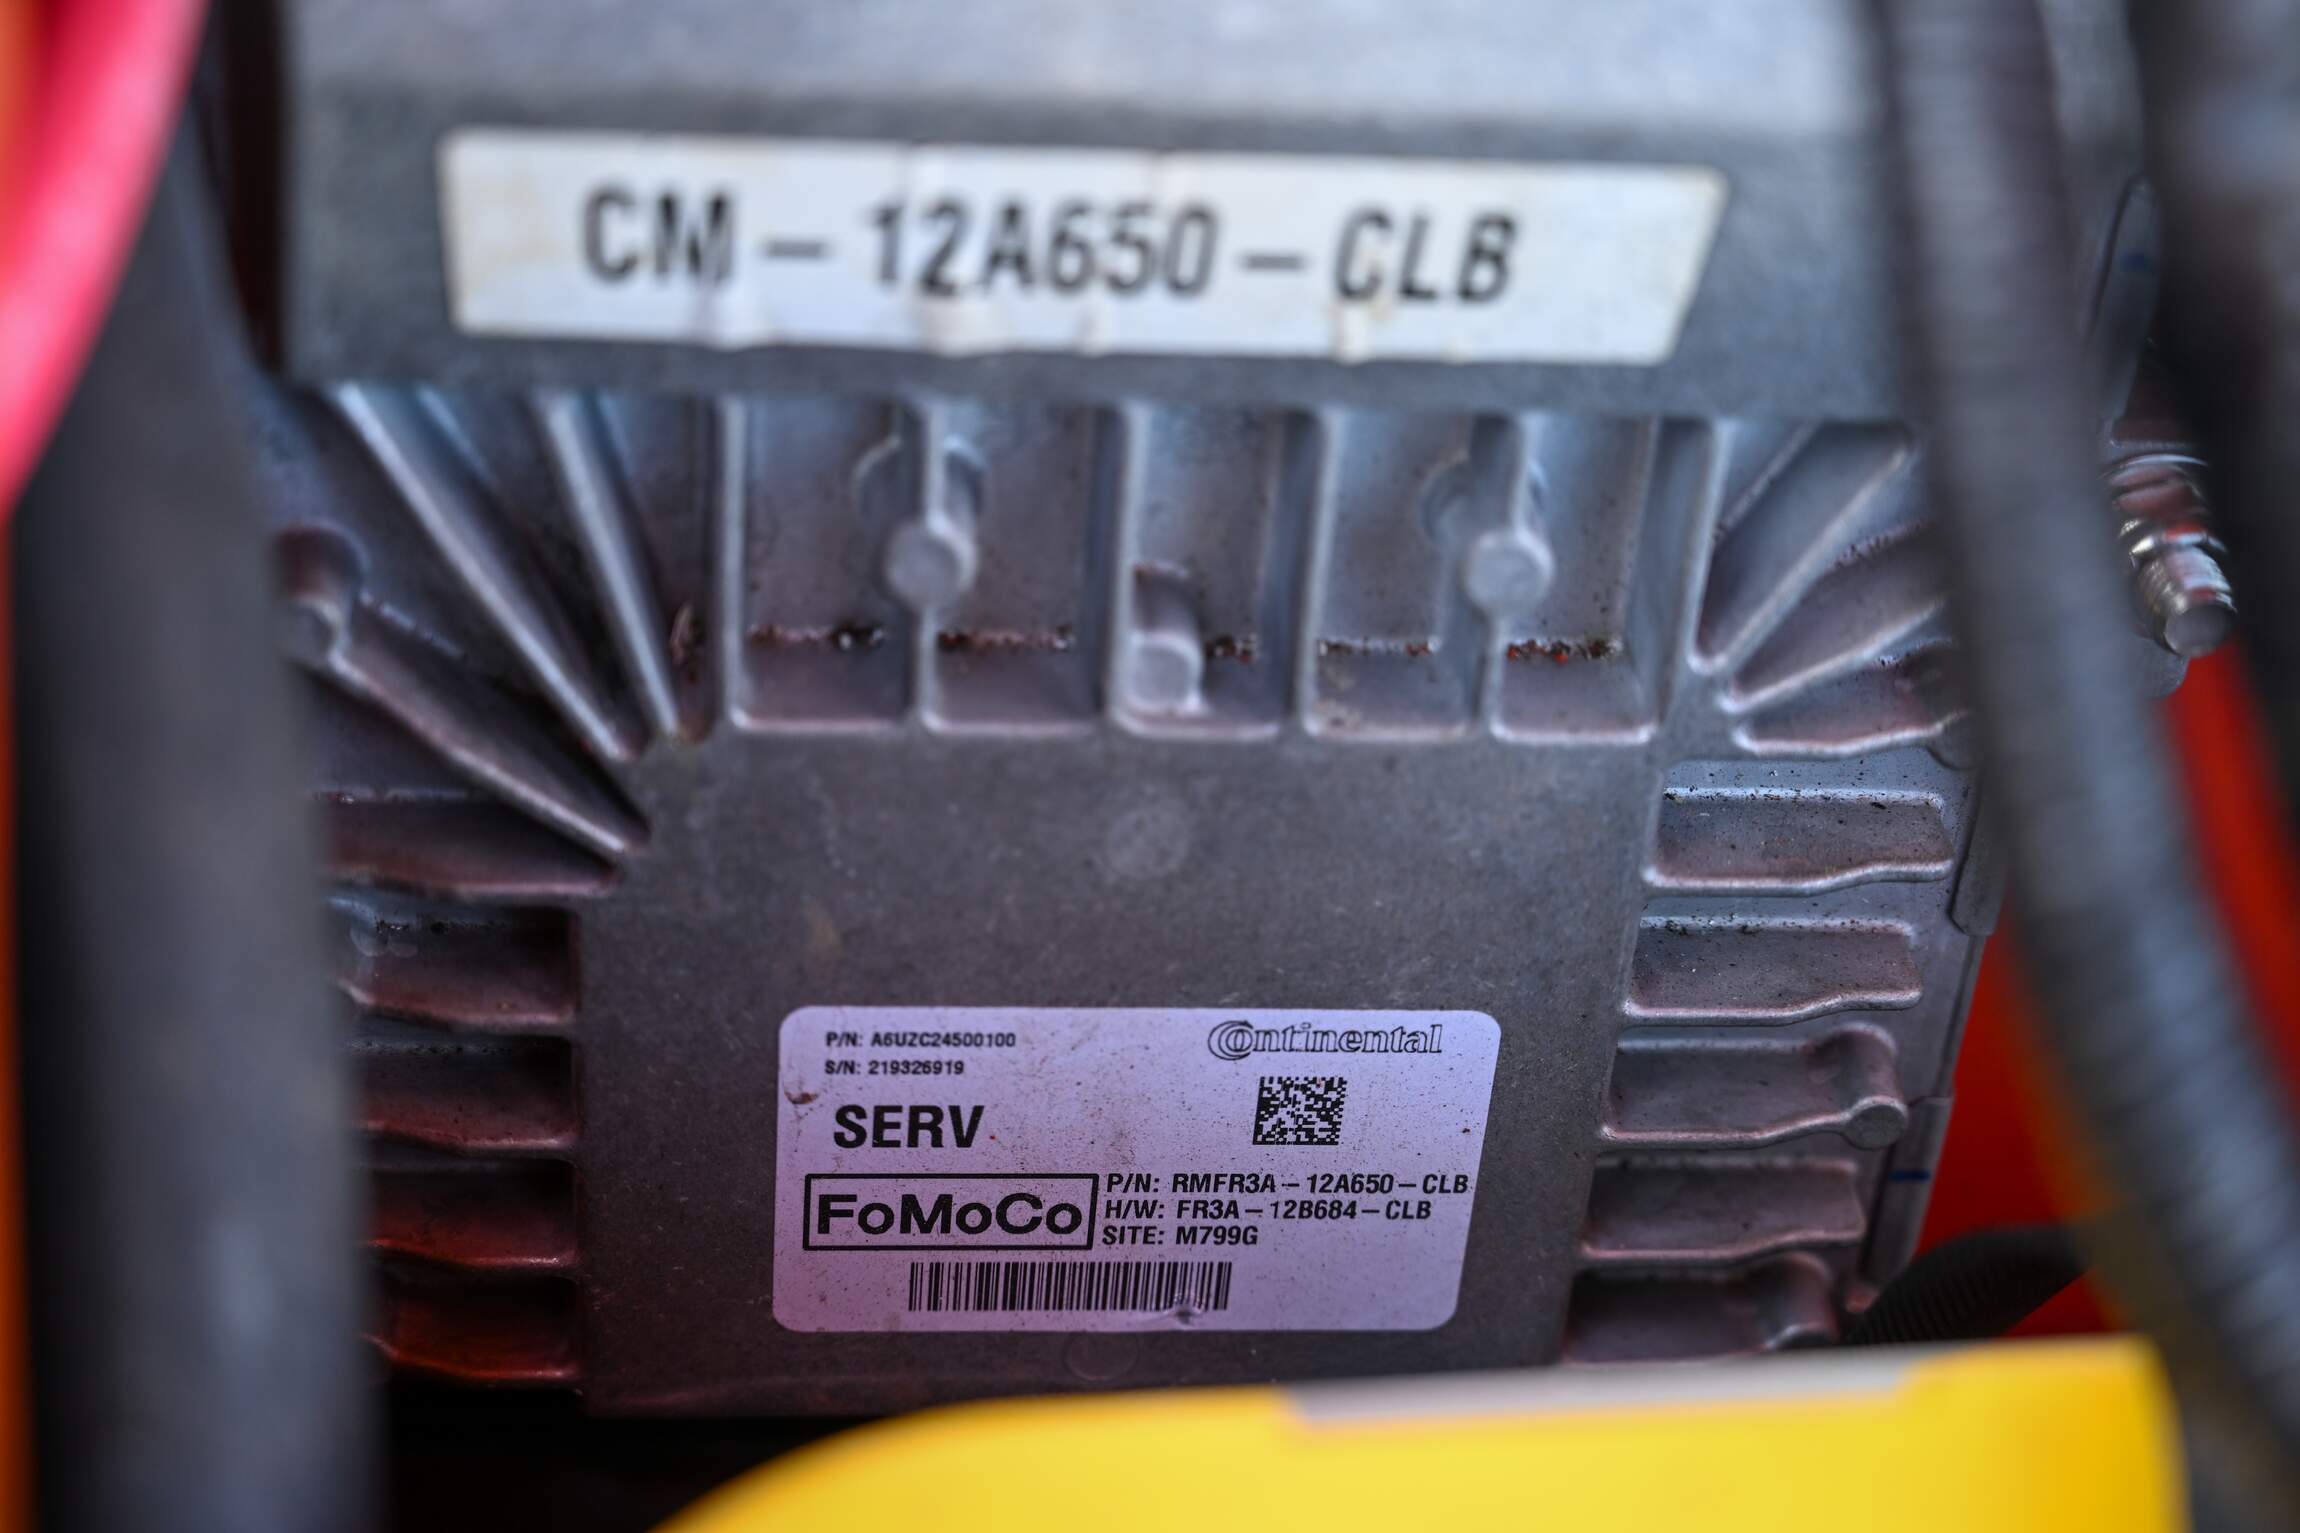 CM-12A650-CLB
P/N: A6UZC24500100
S/N: 219326919
Continental
SERV
FoMoCo
P/N: RMFR3A-12A650-CLB
H/W: FR3A-12B684-CLB
SITE: M799G